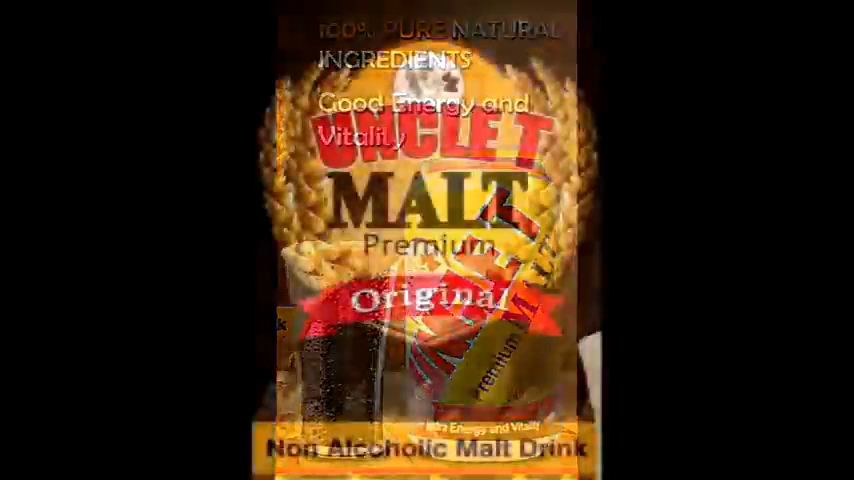 100% PURE NATURAL
INGREDIENTS
Good Energy and
Vitality
UNCLE T
MALT
Premium
Original
Premium
Extra Energy and Vitality
Non Alcoholic Malt Drink